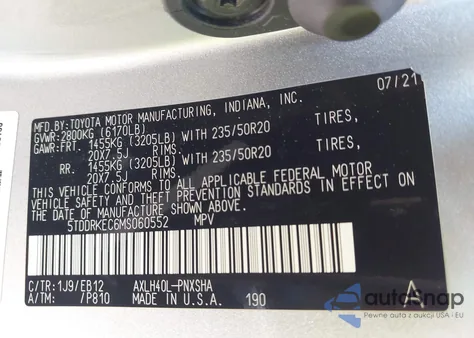 07/21
MFD.BY: TOYOTA MOTOR MANUFACTURING, INDIANA, INC.
GVWR: 2800KG (6170LB)
GAWR: FRT. 1455KG (3205LB) WITH 235/50R20 TIRES,
20X7.5J RIMS.
RR. 1455KG (3205LB) WITH 235/50R20 TIRES,
20X7.5J RIMS.
THIS VEHICLE CONFORMS TO ALL APPLICABLE FEDERAL MOTOR
VEHICLE SAFETY, BUMPER, AND THEFT PREVENTION STANDARDS IN EFFECT
ON THE DATE OF MANUFACTURE SHOWN ABOVE.
5TDDRKEC6MS060552 MPV
C/TR: 1J9/EB12 AXLH40L-PNXSHA
A/TM: /P810 MADE IN U.S.A. 190
A
autoSnap
Pewne auta z USA i EU